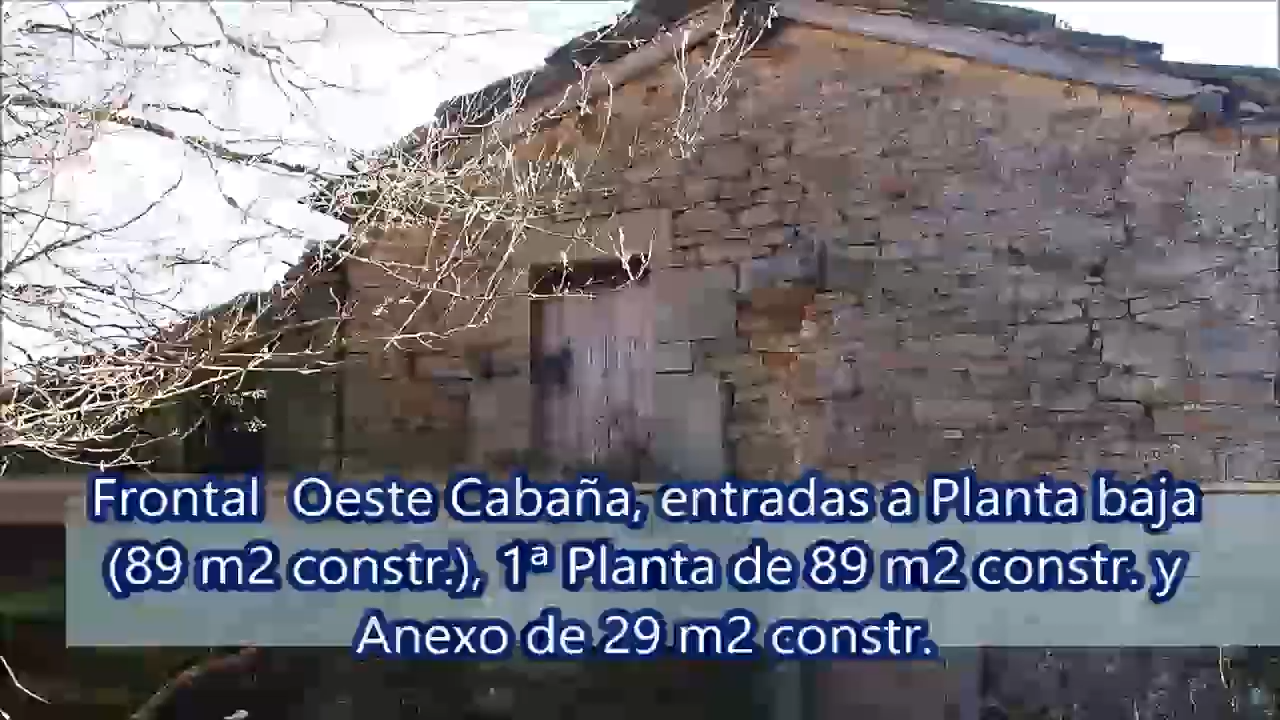 Frontal  Oeste Cabaña, entradas a Planta baja
(89 m2 constr.), 1ª Planta de 89 m2 constr. y
Anexo de 29 m2 constr.